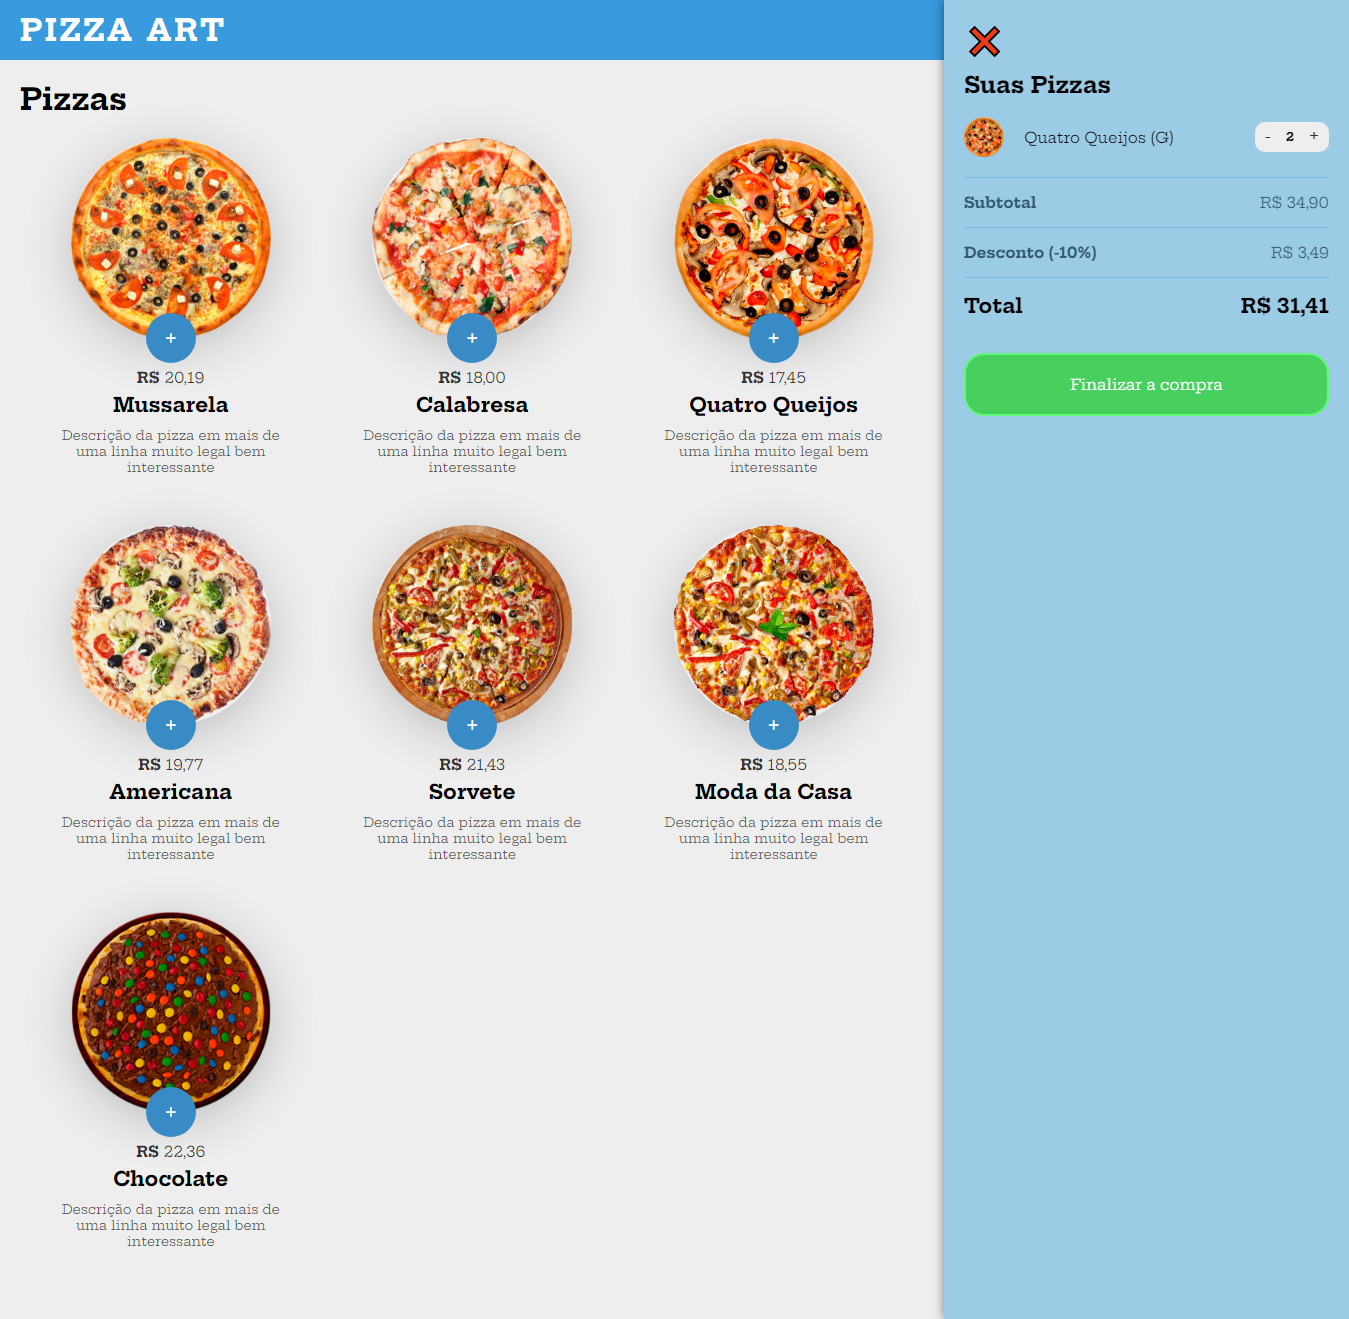 PIZZA ART
Pizzas
+
+
+
R$ 20,19
R$ 18,00
R$ 17,45
Mussarela
Calabresa
Quatro Queijos
Descrição da pizza em mais de
uma linha muito legal bem
interessante
Descrição da pizza em mais de
uma linha muito legal bem
interessante
Descrição da pizza em mais de
uma linha muito legal bem
interessante
+
+
+
R$ 19,77
R$ 21,43
R$ 18,55
Americana
Sorvete
Moda da Casa
Descrição da pizza em mais de
uma linha muito legal bem
interessante
Descrição da pizza em mais de
uma linha muito legal bem
interessante
Descrição da pizza em mais de
uma linha muito legal bem
interessante
+
R$ 22,36
Chocolate
Descrição da pizza em mais de
uma linha muito legal bem
interessante
Suas Pizzas
Quatro Queijos (G) - 2 +
Subtotal R$ 34,90
Desconto (-10%) R$ 3,49
Total R$ 31,41
Finalizar a compra